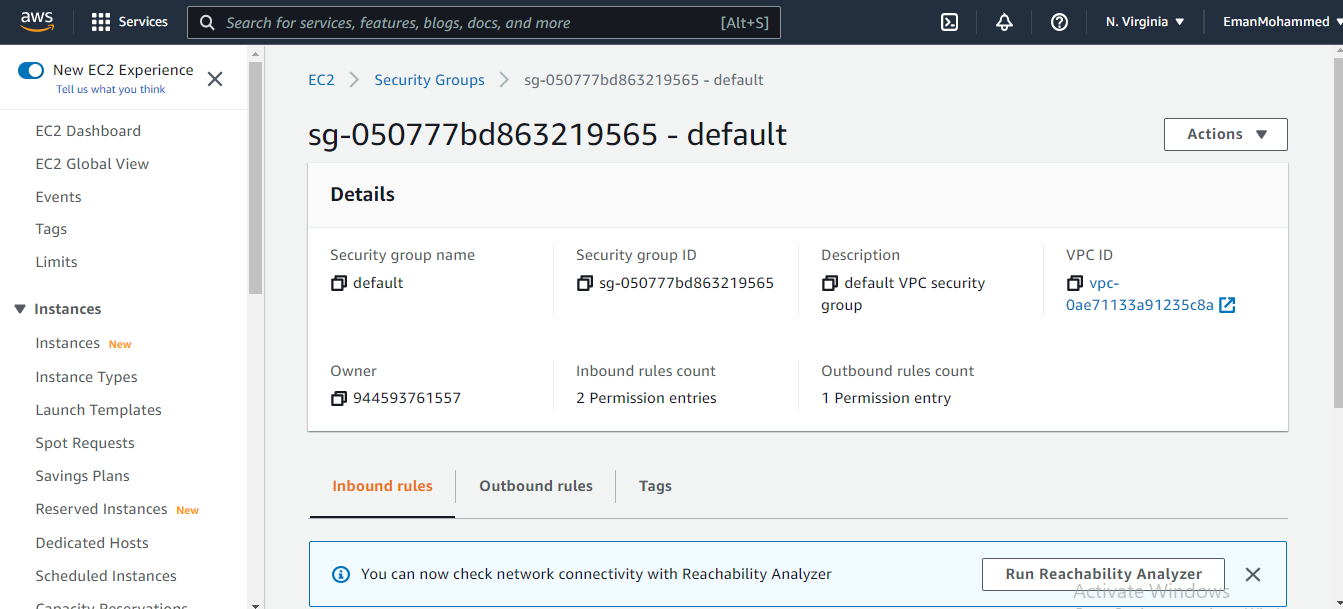 aws Services Search for services, features, blogs, docs, and more [Alt+S] N. Virginia EmanMohammed
New EC2 Experience
Tell us what you think
EC2 Dashboard
EC2 Global View
Events
Tags
Limits
Instances
Instances New
Instance Types
Launch Templates
Spot Requests
Savings Plans
Reserved Instances New
Dedicated Hosts
Scheduled Instances
Capacity Reservations
EC2 Security Groups sg-050777bd863219565 - default
sg-050777bd863219565 - default
Actions
Details
Security group name
default
Security group ID
sg-050777bd863219565
Description
default VPC security
group
VPC ID
vpc-
0ae71133a91235c8a
Owner
944593761557
Inbound rules count
2 Permission entries
Outbound rules count
1 Permission entry
Inbound rules Outbound rules Tags
You can now check network connectivity with Reachability Analyzer
Run Reachability Analyzer
Activate Windows